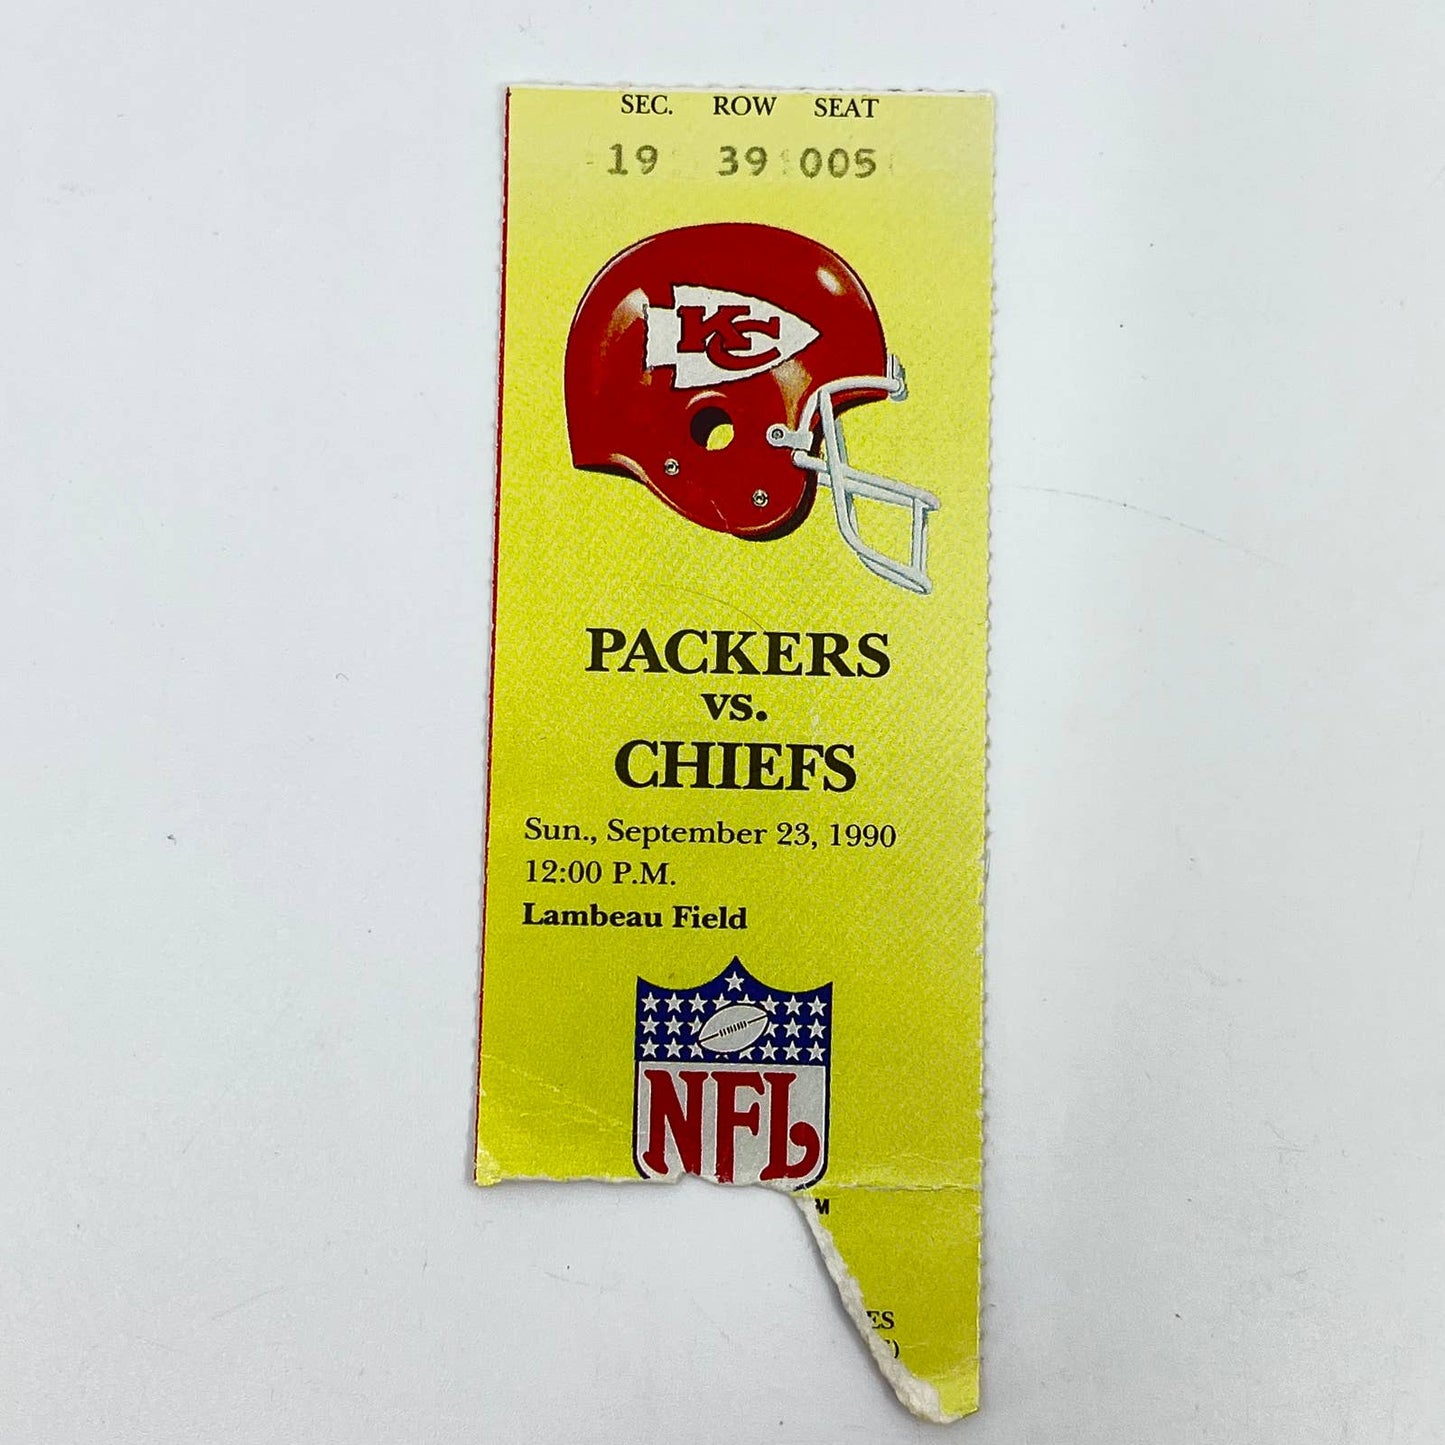 SEC. ROW SEAT
19 39 005
KC
PACKERS
vs.
CHIEFS
Sun., September 23, 1990
12:00 P.M.
Lambeau Field
NFL